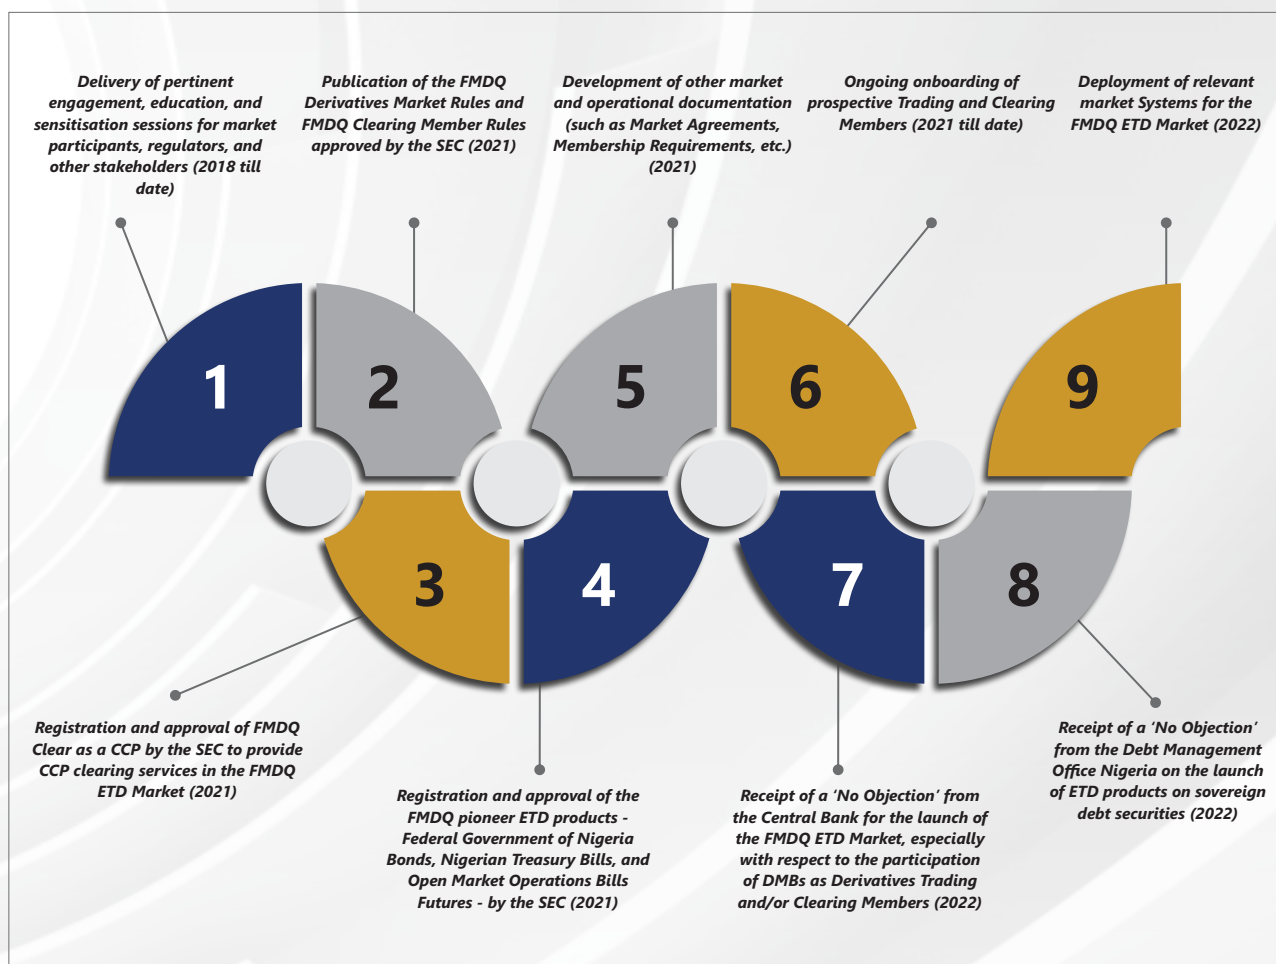 Delivery of pertinent
engagement, education, and
sensitisation sessions for market
participants, regulators, and
other stakeholders (2018 till
date)
Publication of the FMDQ
Derivatives Market Rules and
FMDQ Clearing Member Rules
approved by the SEC (2021)
Development of other market
and operational documentation
(such as Market Agreements,
Membership Requirements, etc.)
(2021)
Ongoing onboarding of
prospective Trading and Clearing
Members (2021 till date)
Deployment of relevant
market Systems for the
FMDQ ETD Market (2022)
1
2
5
6
9
3
4
7
8
Registration and approval of FMDQ
Clear as a CCP by the SEC to provide
CCP clearing services in the FMDQ
ETD Market (2021)
Registration and approval of the
FMDQ pioneer ETD products -
Federal Government of Nigeria
Bonds, Nigerian Treasury Bills, and
Open Market Operations Bills
Futures - by the SEC (2021)
Receipt of a ‘No Objection’ from
the Central Bank for the launch of
the FMDQ ETD Market, especially
with respect to the participation
of DMBs as Derivatives Trading
and/or Clearing Members (2022)
Receipt of a ‘No Objection’
from the Debt Management
Office Nigeria on the launch
of ETD products on sovereign
debt securities (2022)